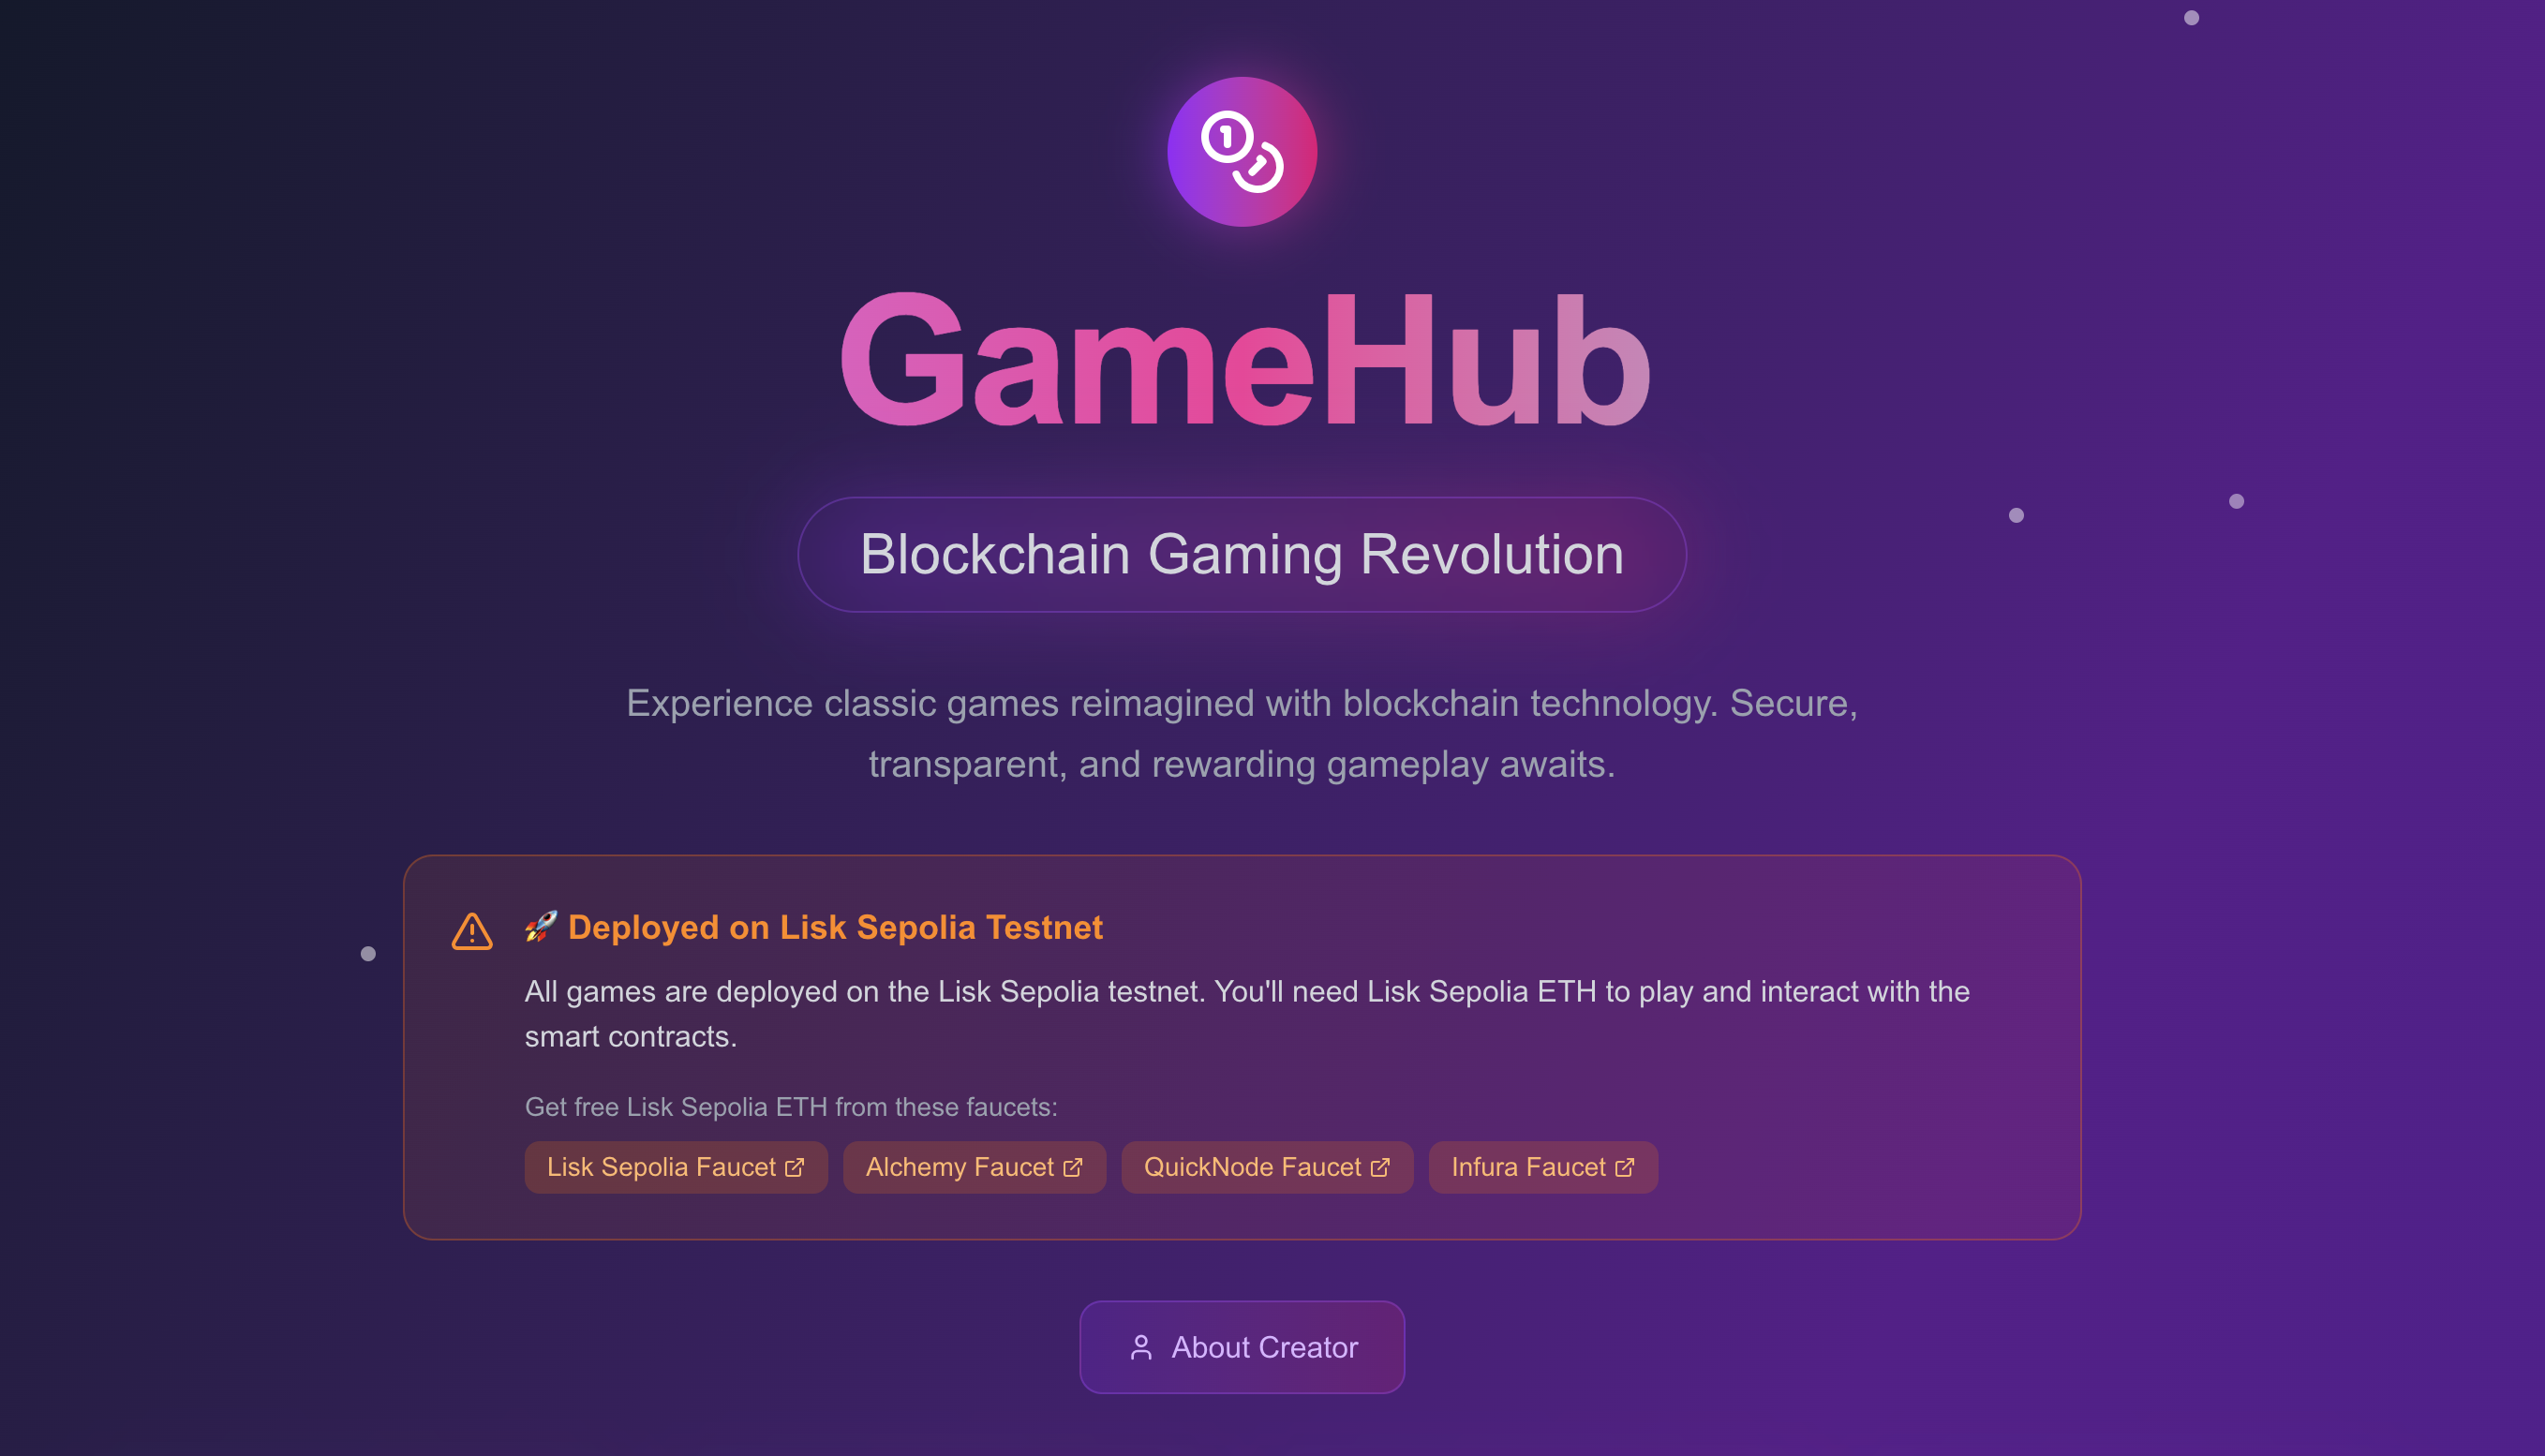 GameHub
Blockchain Gaming Revolution
Experience classic games reimagined with blockchain technology. Secure,
transparent, and rewarding gameplay awaits.
🚀 Deployed on Lisk Sepolia Testnet
All games are deployed on the Lisk Sepolia testnet. You'll need Lisk Sepolia ETH to play and interact with the
smart contracts.
Get free Lisk Sepolia ETH from these faucets:
Lisk Sepolia Faucet Alchemy Faucet QuickNode Faucet Infura Faucet
About Creator